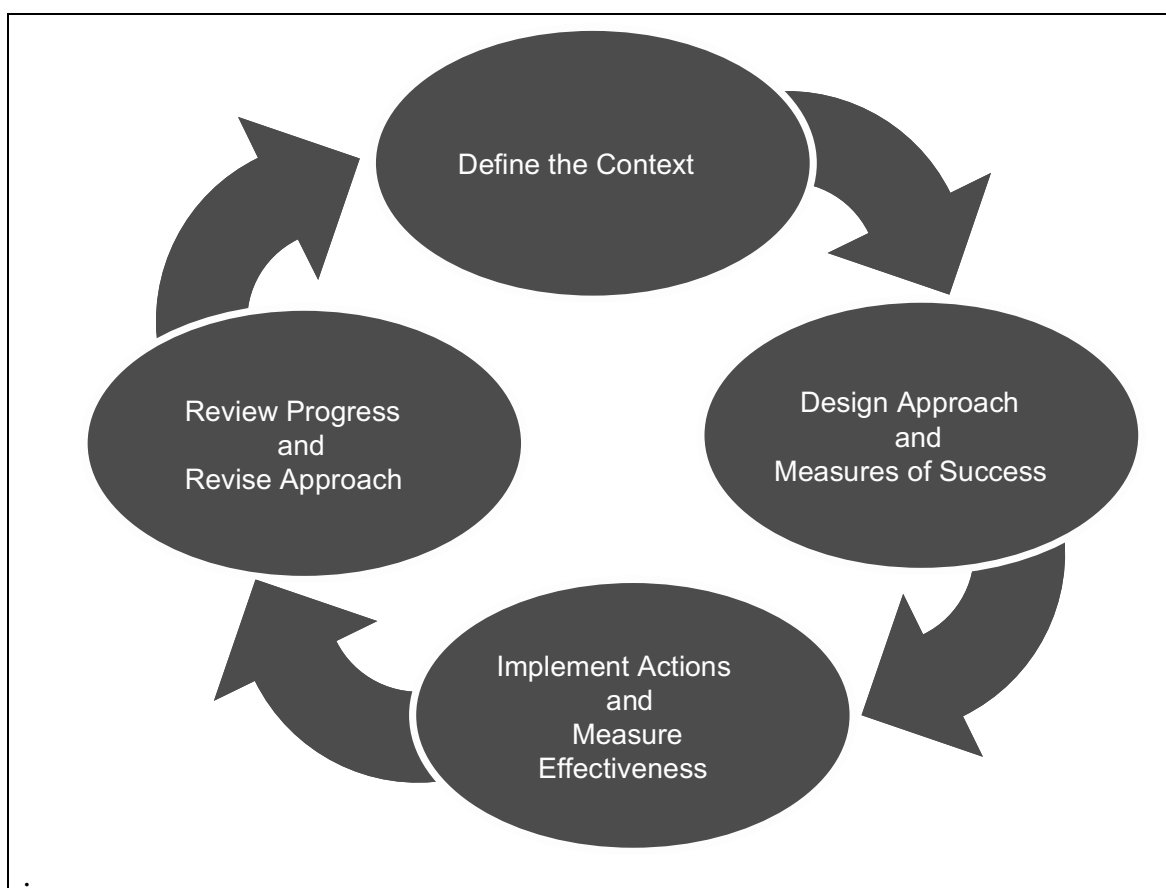 Define the Context
Design Approach
and
Measures of Success
Implement Actions
and
Measure
Effectiveness
Review Progress
and
Revise Approach
.